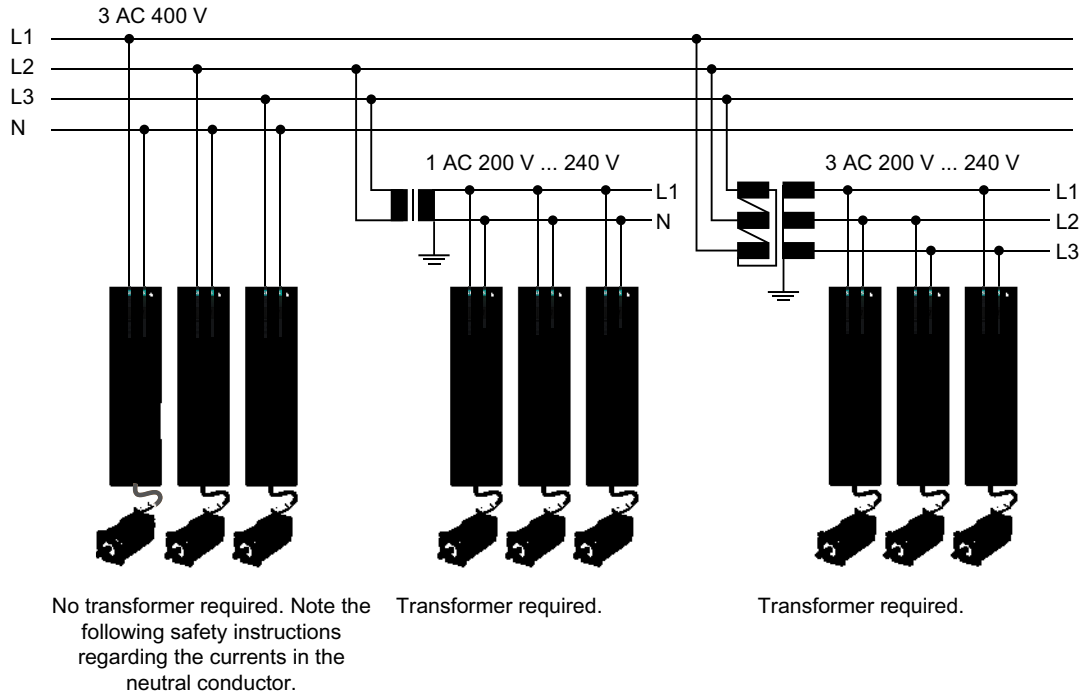 3 AC 400 V
L1
L2
L3
N
1 AC 200 V ... 240 V
L1
N
3 AC 200 V ... 240 V
L1
L2
L3
No transformer required. Note the
following safety instructions
regarding the currents in the
neutral conductor.
Transformer required.
Transformer required.